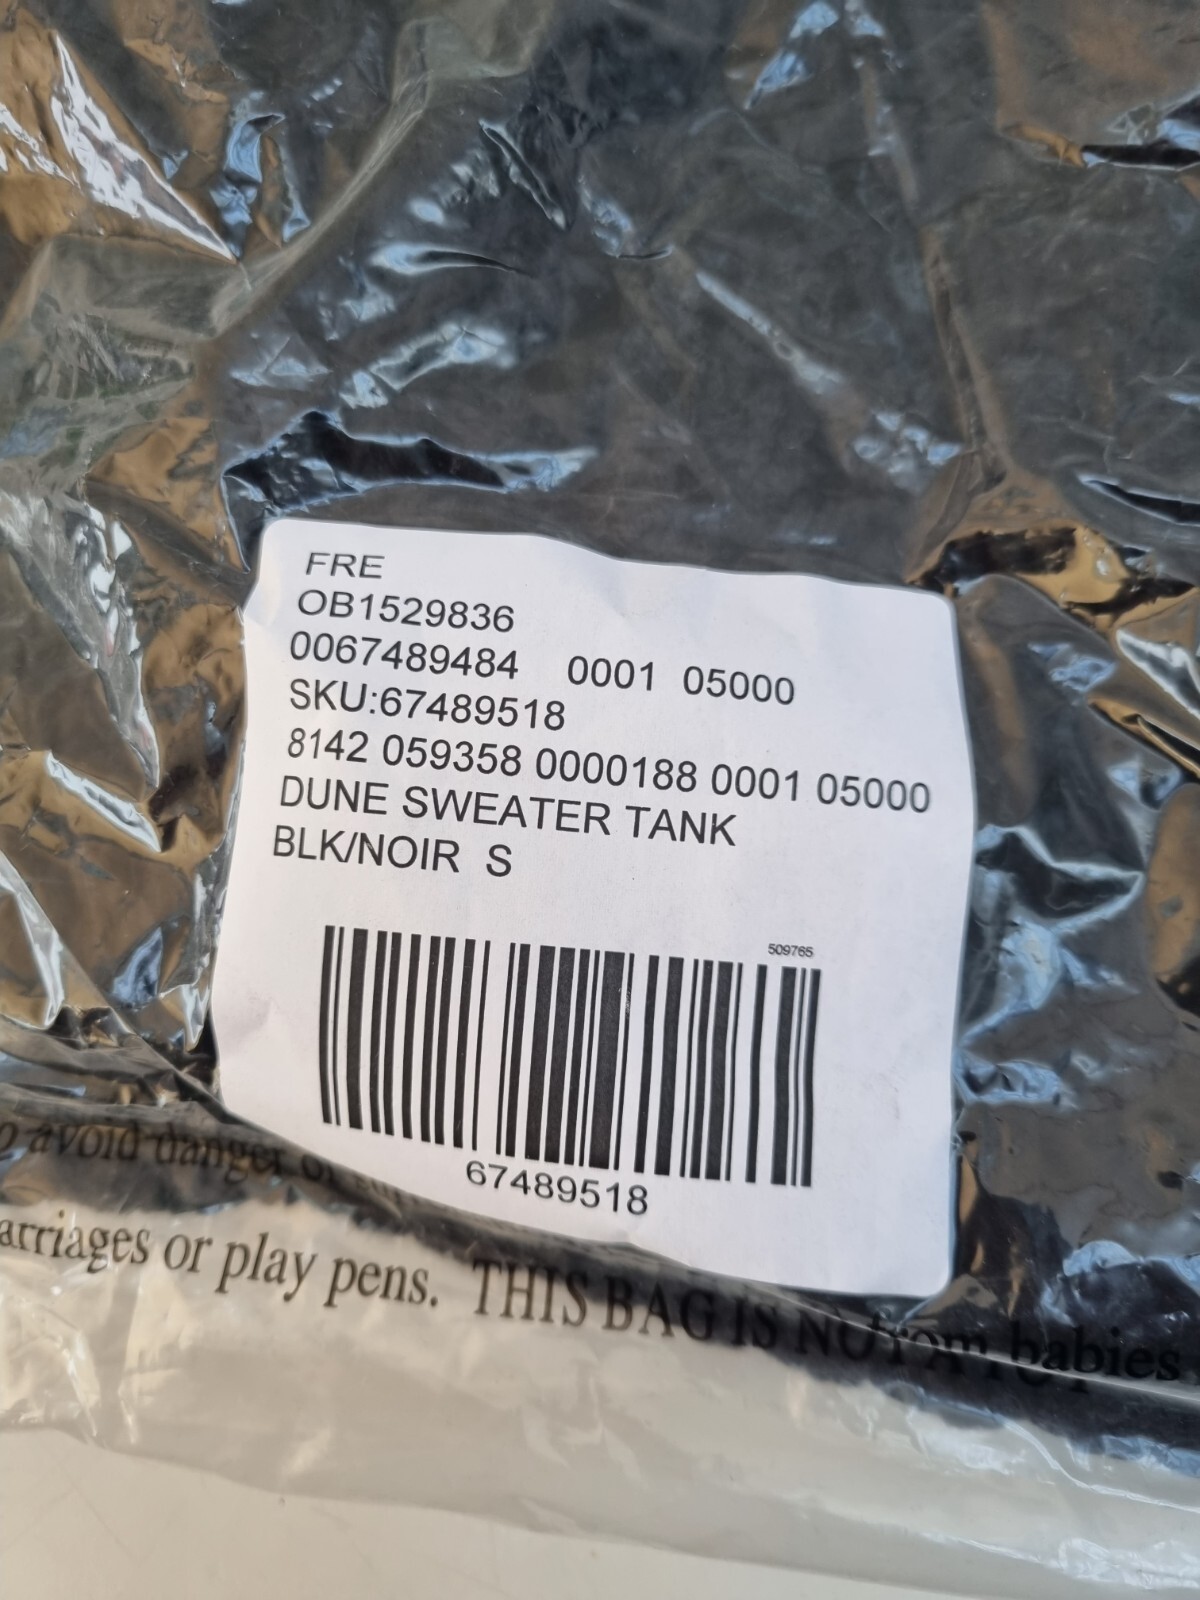 FRE
OB1529836
0067489484 0001 05000
SKU:67489518
8142 059358 0000188 0001 05000
DUNE SWEATER TANK
BLK/NOIR S
509765
67489518
o avoid danger
arriages or play pens. THIS BAG IS NOT A
from babies